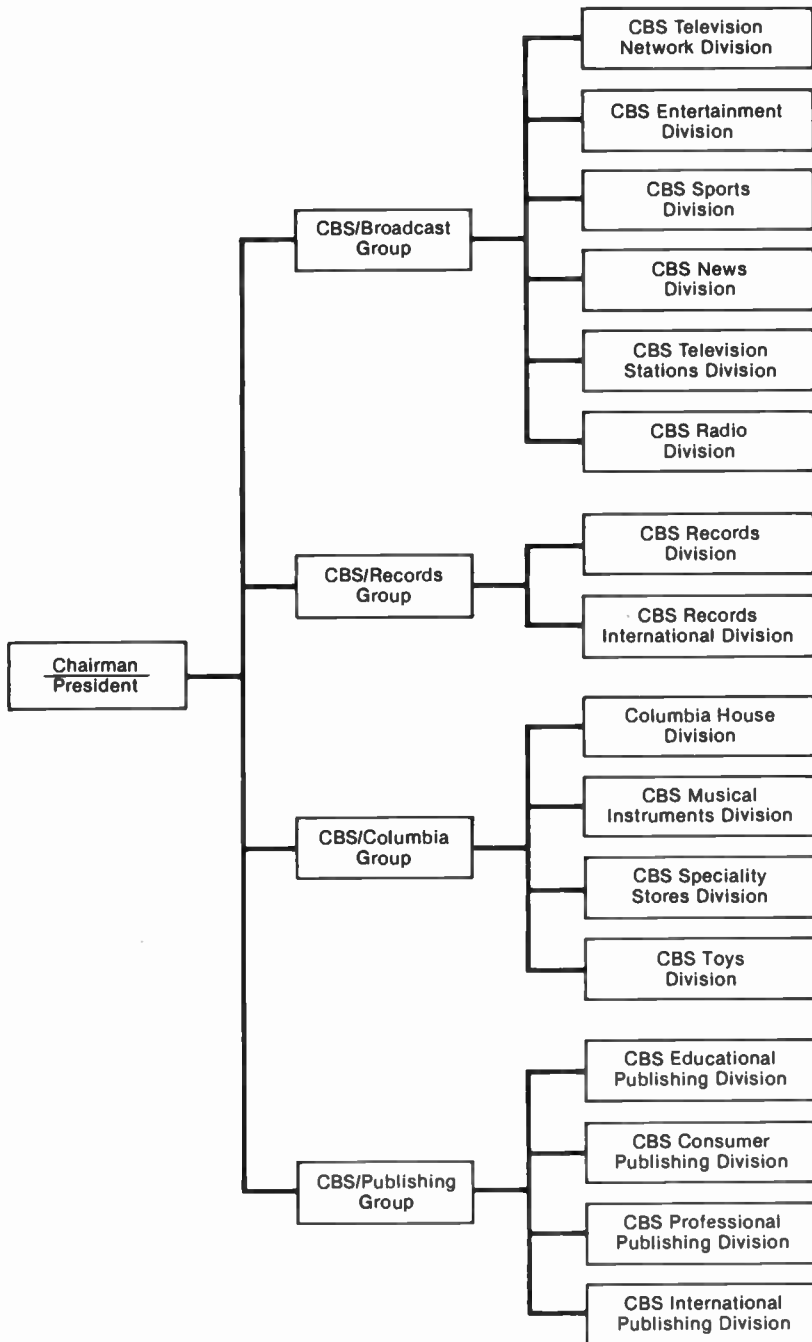 Chairman
President
CBS/Broadcast
Group
CBS Television
Network Division
CBS Entertainment
Division
CBS Sports
Division
CBS News
Division
CBS Television
Stations Division
CBS Radio
Division
CBS/Records
Group
CBS Records
Division
CBS Records
International Division
CBS/Columbia
Group
Columbia House
Division
CBS Musical
Instruments Division
CBS Speciality
Stores Division
CBS Toys
Division
CBS/Publishing
Group
CBS Educational
Publishing Division
CBS Consumer
Publishing Division
CBS Professional
Publishing Division
CBS International
Publishing Division